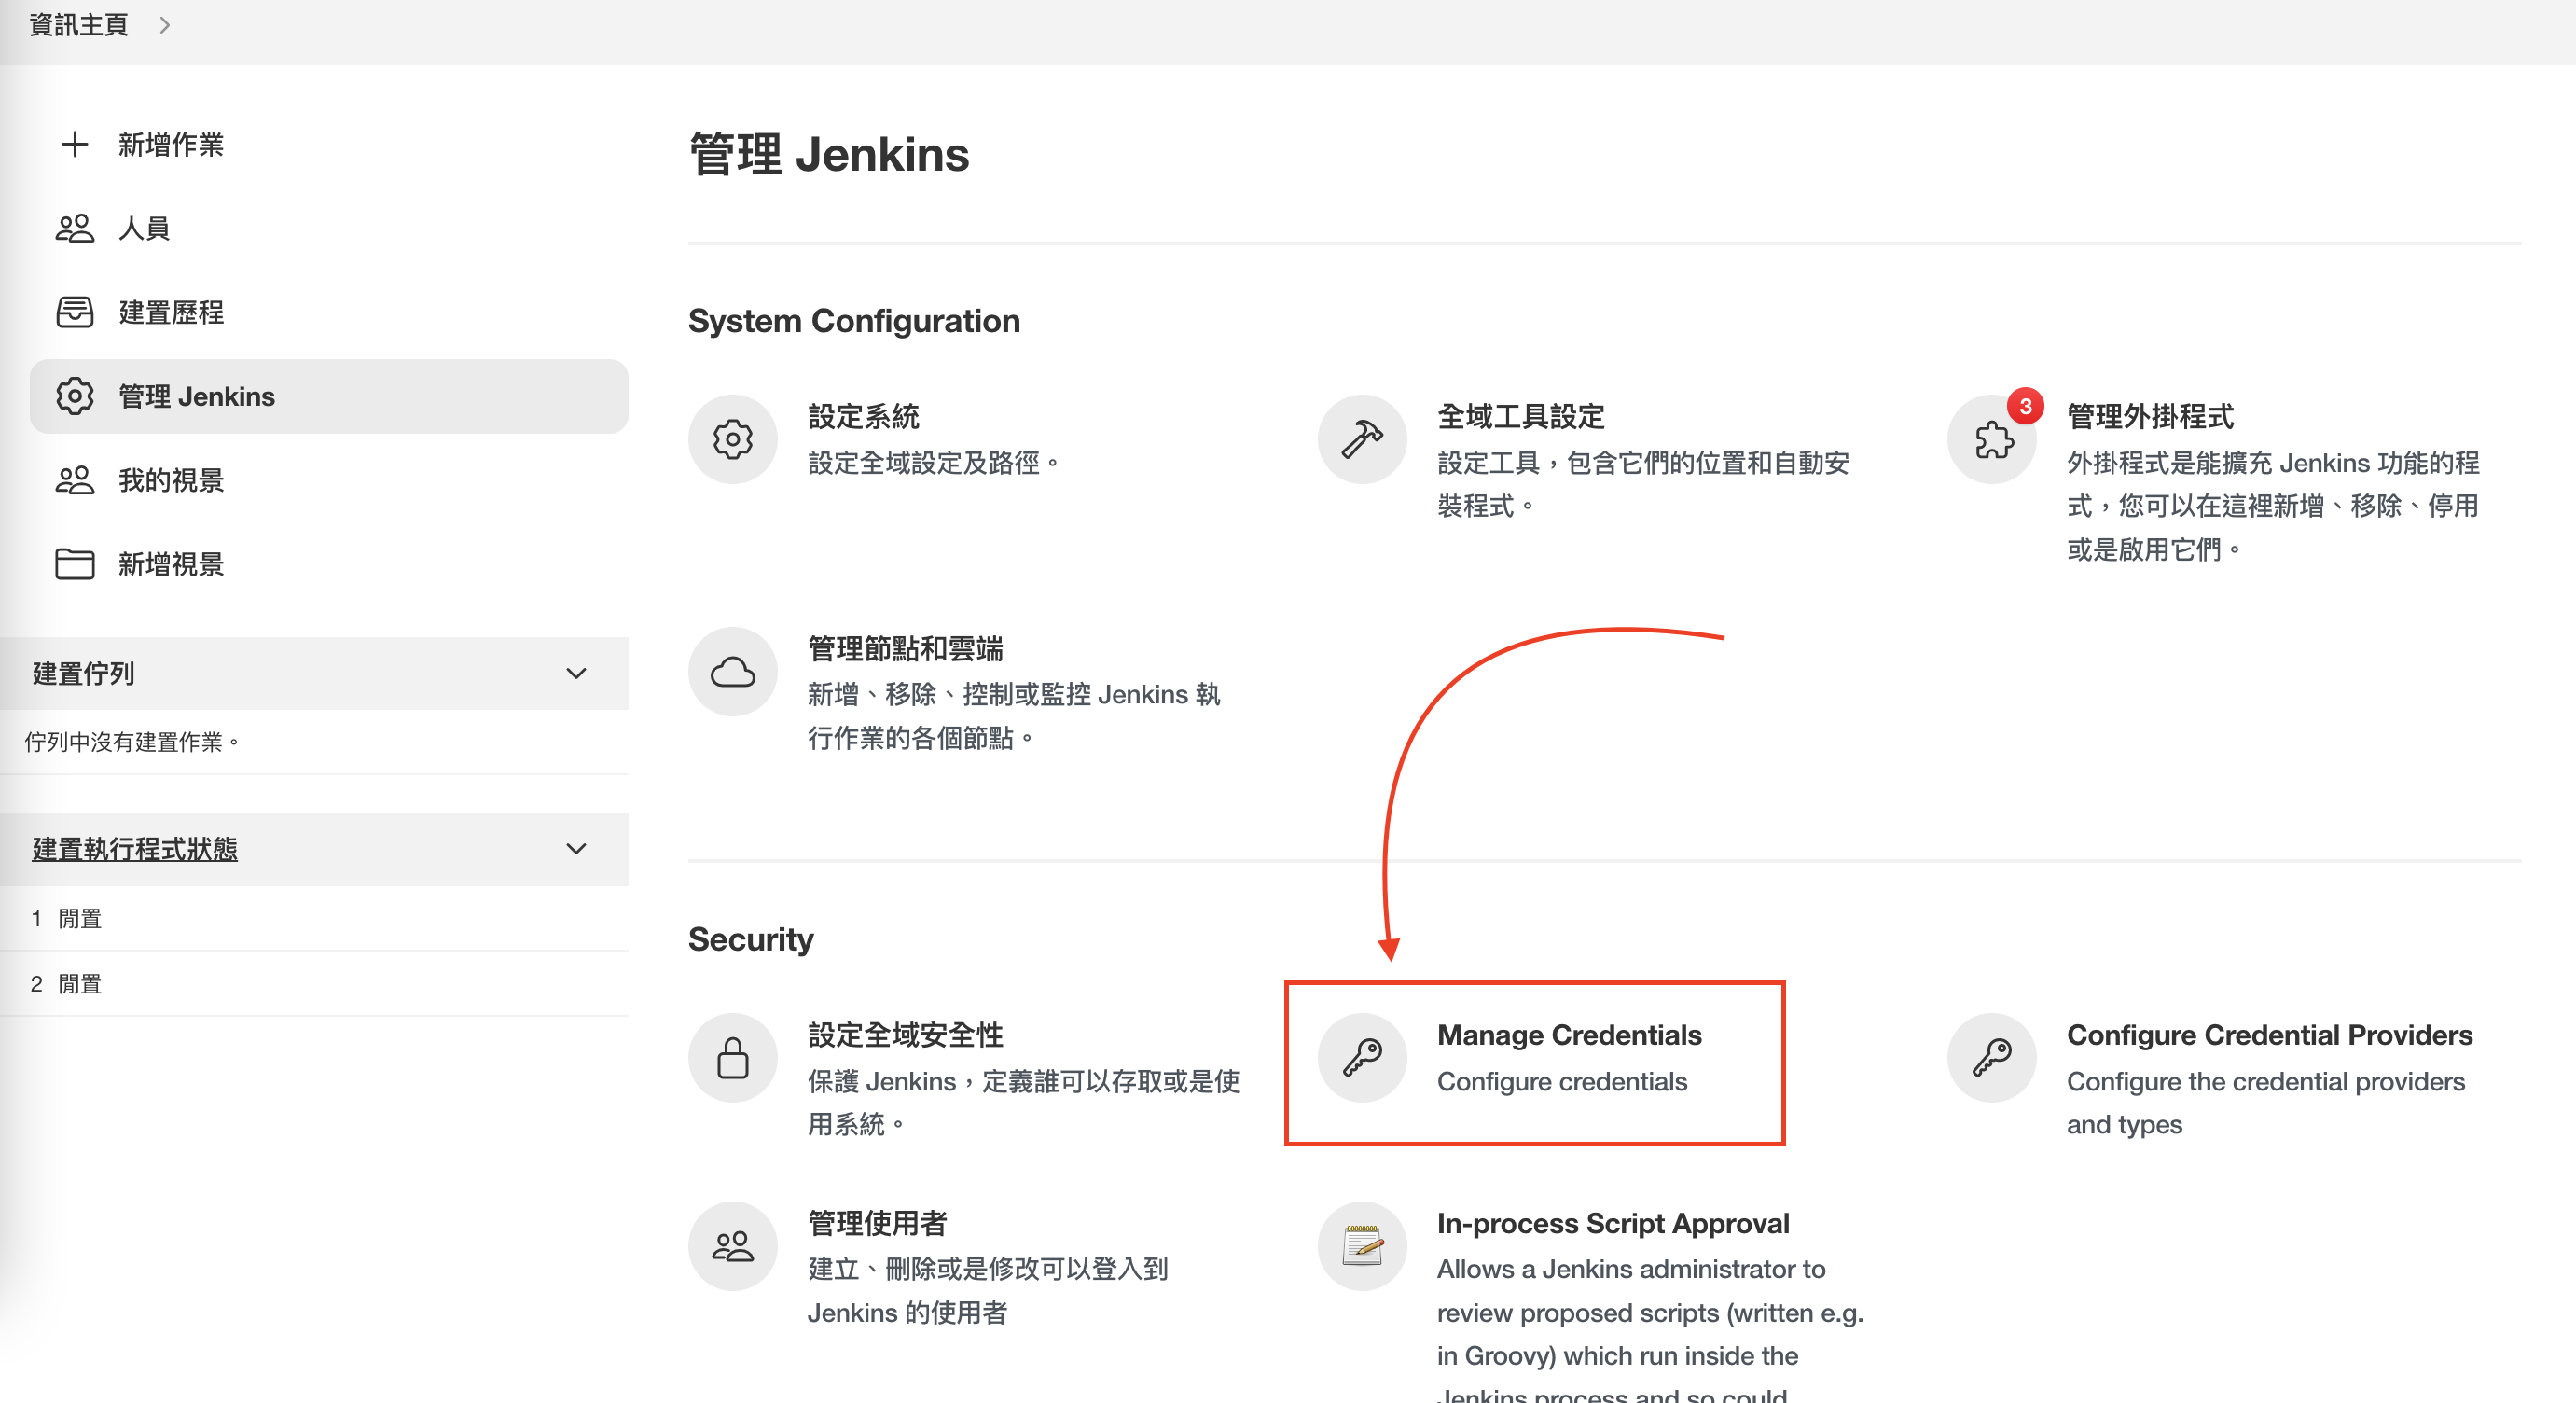 資訊主頁
新增作業
人員
建置歷程
管理 Jenkins
我的視景
新增視景
建置佇列
佇列中沒有建置作業。
建置執行程式狀態
1 閒置
2 閒置
管理 Jenkins
System Configuration
設定系統
設定全域設定及路徑。
全域工具設定
設定工具，包含它們的位置和自動安
裝程式。
3
管理外掛程式
外掛程式是能擴充 Jenkins 功能的程
式，您可以在這裡新增、移除、停用
或是啟用它們。
管理節點和雲端
新增、移除、控制或監控 Jenkins 執
行作業的各個節點。
Security
設定全域安全性
保護 Jenkins，定義誰可以存取或是使
用系統。
Manage Credentials
Configure credentials
Configure Credential Providers
Configure the credential providers
and types
管理使用者
建立、刪除或是修改可以登入到
Jenkins 的使用者
In-process Script Approval
Allows a Jenkins administrator to
review proposed scripts (written e.g.
in Groovy) which run inside the
Jenkins process and so could